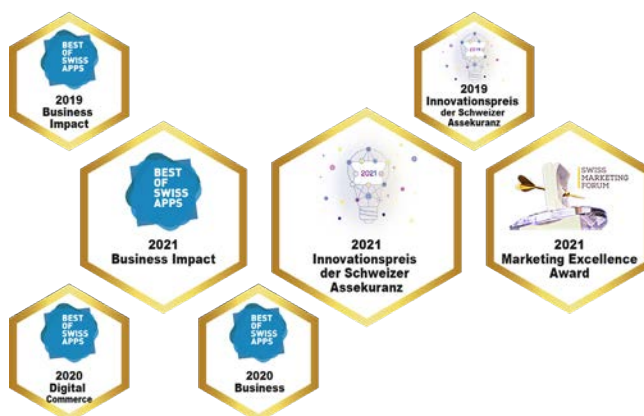 BEST
OF
SWISS
APPS
2019
Business
Impact
2019
2019
Innovationspreis
der Schweizer
Assekuranz
BEST
OF
SWISS
APPS
2021
Business Impact
2021
2021
Innovationspreis
der Schweizer
Assekuranz
SWISS
MARKETING
FORUM
2021
Marketing Excellence
Award
BEST
OF
SWISS
APPS
2020
Digital
Commerce
BEST
OF
SWISS
APPS
2020
Business